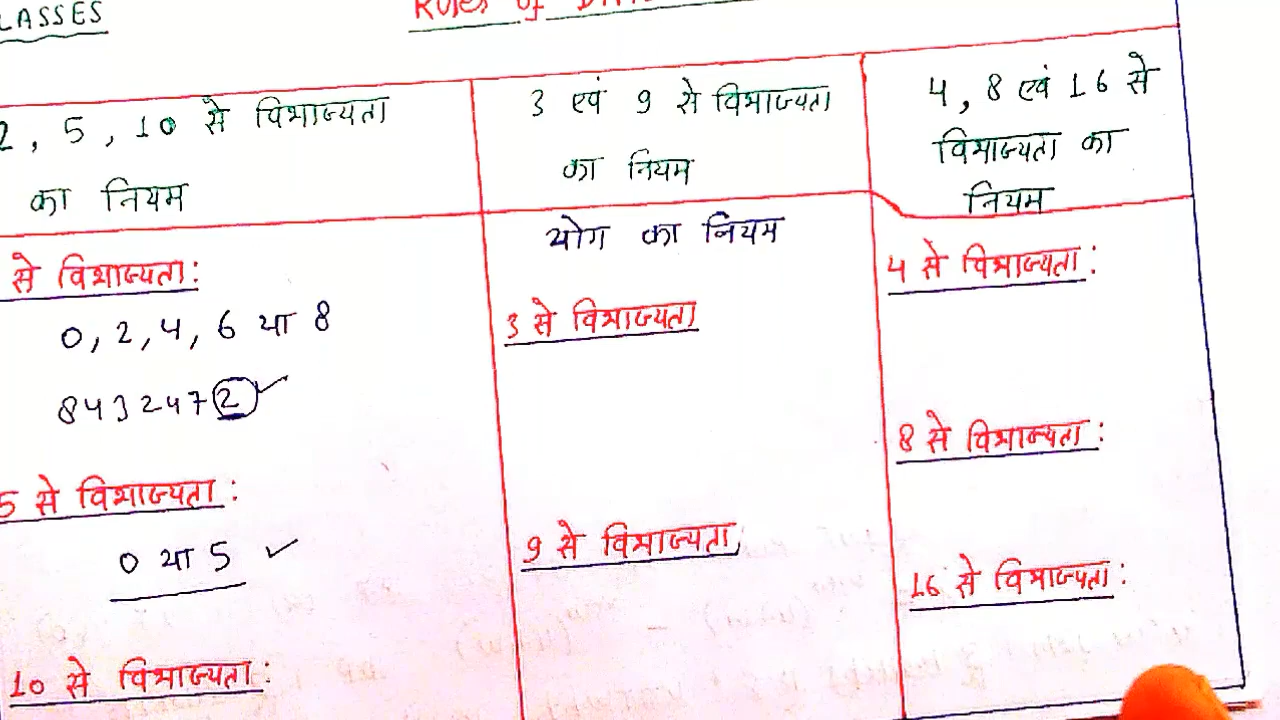 LASSES
Rules of
2, 5, 10 से विभाज्यता
का नियम
3 एवं 9 से विभाज्यता
का नियम
4, 8 एवं 16 से
विभाज्यता का
नियम
से विभाज्यता:
0, 2, 4, 6 या 8
8432472
5 से विभाज्यता:
0 या 5
10 से विभाज्यता:
योग का नियम
3 से विभाज्यता
9 से विभाज्यता
4 से विभाज्यता:
8 से विभाज्यता:
16 से विभाज्यता: